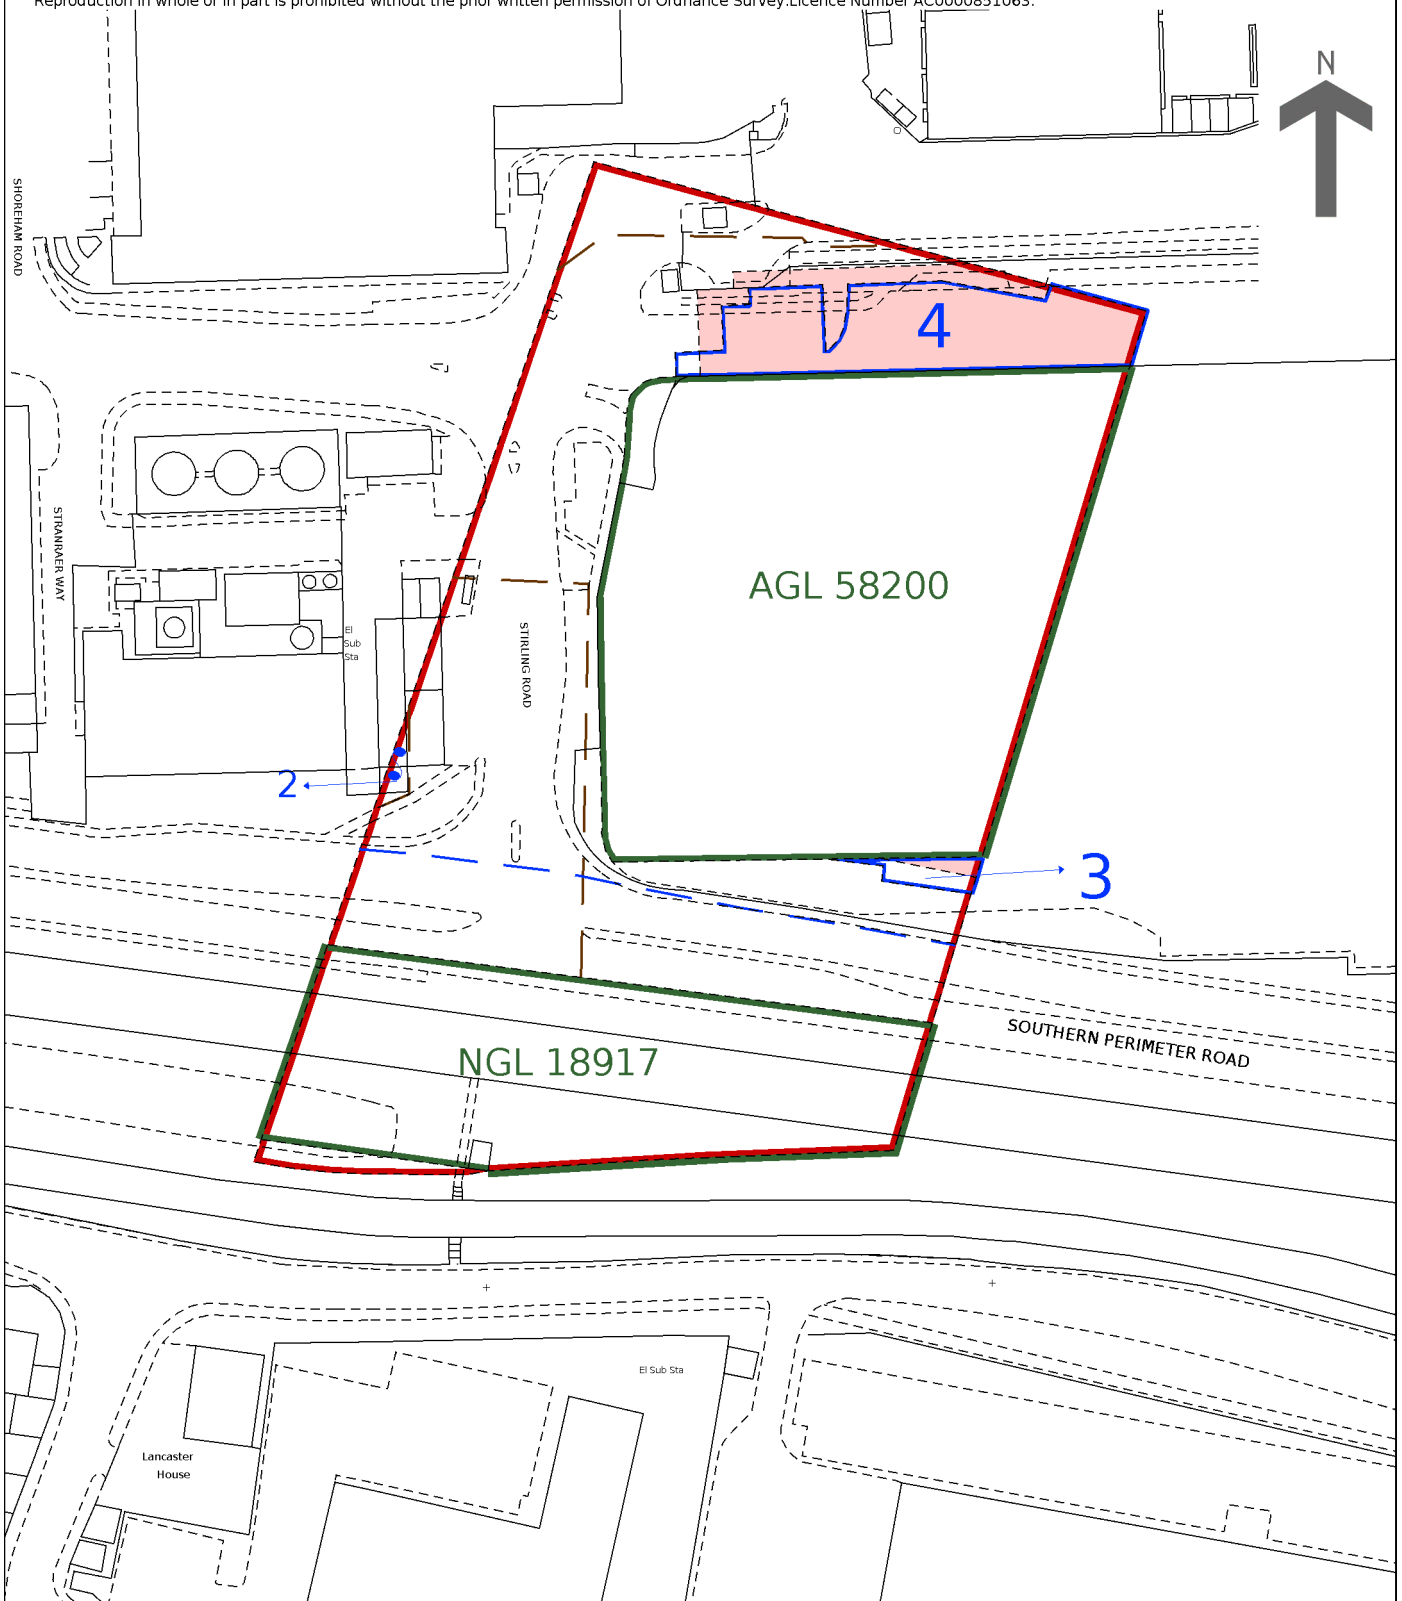 Reproduction in whole or in part is prohibited without the prior written permission of Ordnance Survey.Licence Number AC0000851063.
N
SHOREHAM ROAD
4
STRANRAER WAY
AGL 58200
El
Sub
Sta
STIRLING ROAD
2
3
SOUTHERN PERIMETER ROAD
NGL 18917
El Sub Sta
Lancaster
House